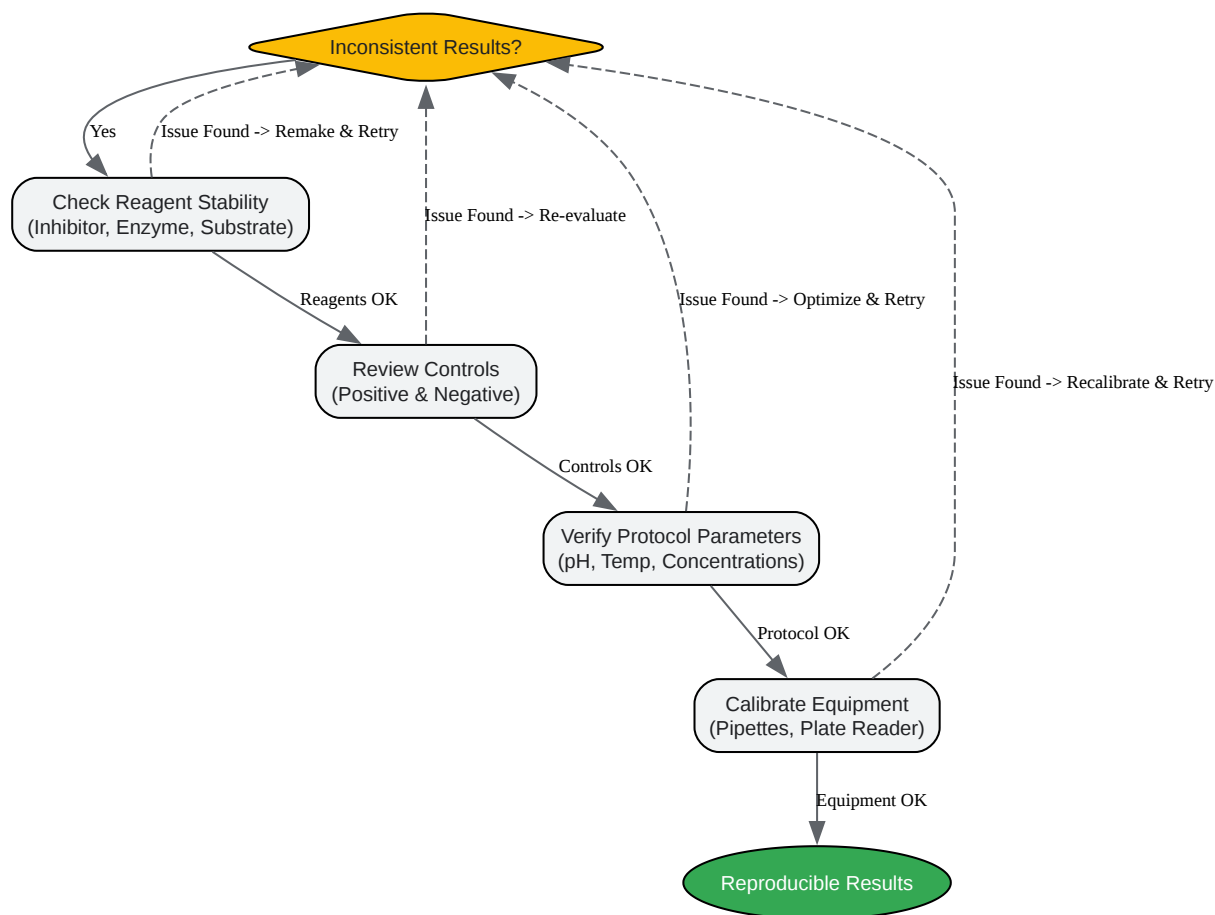 Inconsistent Results?
Yes
Issue Found -> Remake & Retry
Check Reagent Stability
(Inhibitor, Enzyme, Substrate)
Issue Found -> Re-evaluate
Reagents OK
Issue Found -> Optimize & Retry
Review Controls
(Positive & Negative)
Issue Found -> Recalibrate & Retry
Controls OK
Verify Protocol Parameters
(pH, Temp, Concentrations)
Protocol OK
Calibrate Equipment
(Pipettes, Plate Reader)
Equipment OK
Reproducible Results